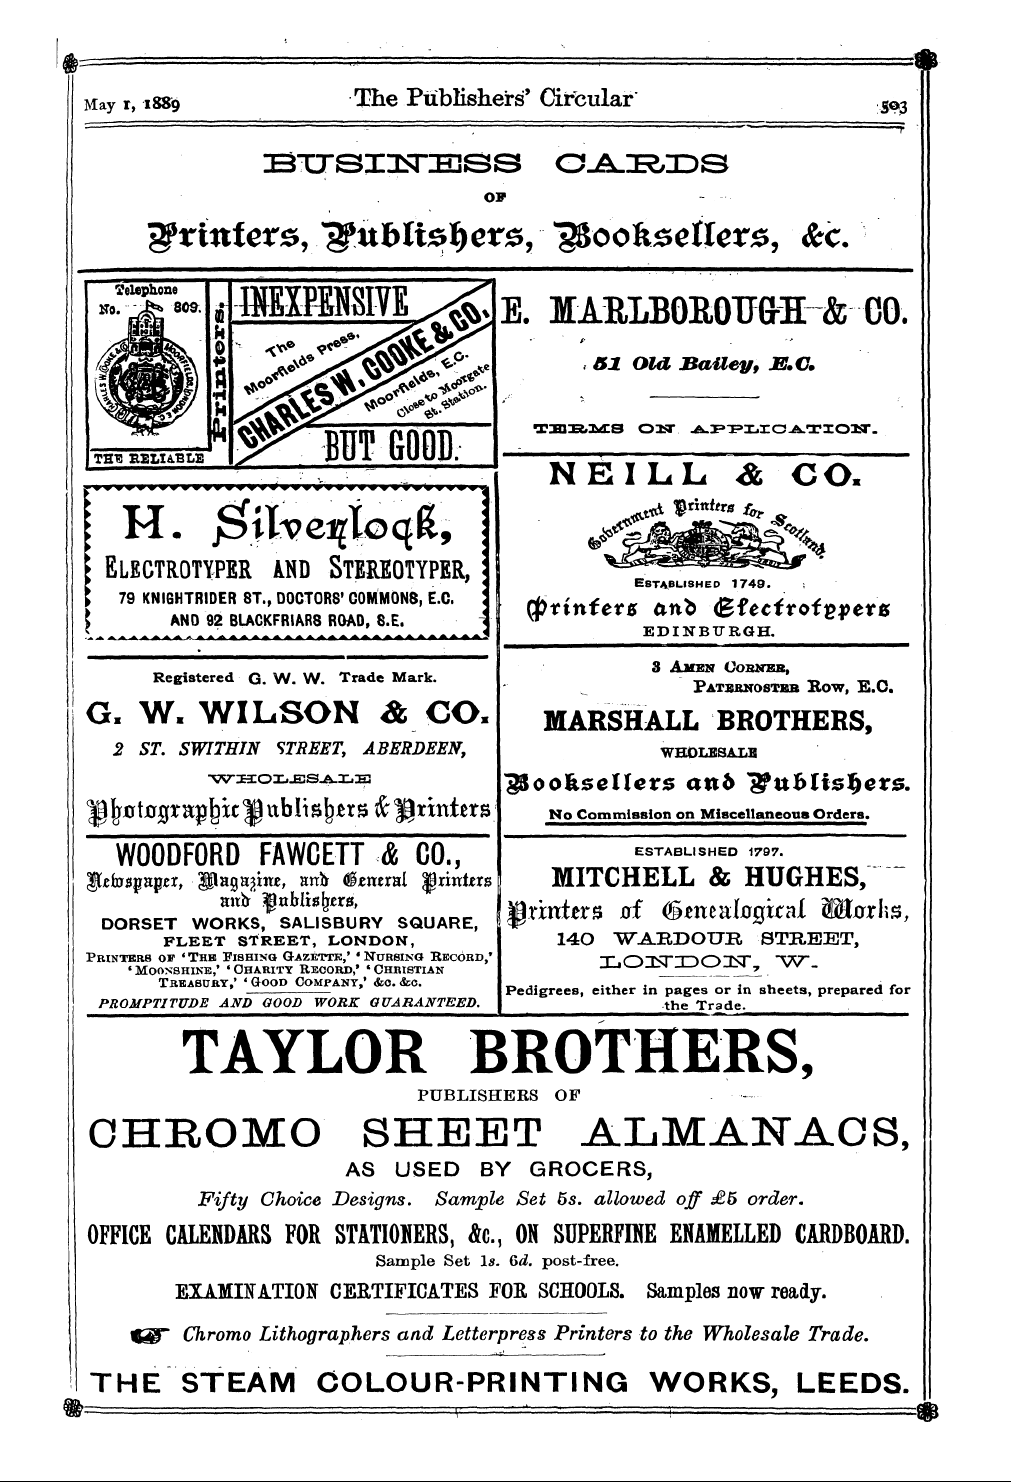 May 1, 1889 The Publishers' Circular 503
BUSINESS CARDS
OF
Printers, Publishers, Booksellers, &c.
Telephone
No. 809.
CHARLES W. COOKE & CO
MOORFIELDS LONDON E.C.
THE RELIABLE
Printers.
INEXPENSIVE
The
Moorfields Press.
CHARLES W. COOKE & CO.
Moorfields, E.C.
Close to Moorgate
St. Station.
BUT GOOD.
H. Silverlock,
ELECTROTYPER AND STEREOTYPER,
79 KNIGHTRIDER ST., DOCTORS' COMMONS, E.C.
AND 92 BLACKFRIARS ROAD, S.E.
Registered G. W. W. Trade Mark.
G. W. WILSON & CO.
2 ST. SWITHIN STREET, ABERDEEN,
WHOLESALE
Photographic Publishers & Printers
WOODFORD FAWCETT & CO.,
Newspaper, Magazine, and General Printers
and Publishers,
DORSET WORKS, SALISBURY SQUARE,
FLEET STREET, LONDON,
PRINTERS OF 'THE FISHING GAZETTE,' 'NURSING RECORD,'
'MOONSHINE,' 'CHARITY RECORD,' 'CHRISTIAN
TREASURY,' 'GOOD COMPANY,' &c. &c.
PROMPTITUDE AND GOOD WORK GUARANTEED.
E. MARLBOROUGH & CO.
51 Old Bailey, E.C.
TERMS ON APPLICATION.
NEILL & CO.
Government Printers for Scotland.
ESTABLISHED 1749.
Printers and Electrotypers
EDINBURGH.
3 AMEN CORNER,
PATERNOSTER ROW, E.C.
MARSHALL BROTHERS,
WHOLESALE
Booksellers and Publishers.
No Commission on Miscellaneous Orders.
ESTABLISHED 1797.
MITCHELL & HUGHES,
Printers of Genealogical Works,
140 WARDOUR STREET,
LONDON, W.
Pedigrees, either in pages or in sheets, prepared for
the Trade.
TAYLOR BROTHERS,
PUBLISHERS OF
CHROMO SHEET ALMANACS,
AS USED BY GROCERS,
Fifty Choice Designs. Sample Set 5s. allowed off £5 order.
OFFICE CALENDARS FOR STATIONERS, &c., ON SUPERFINE ENAMELLED CARDBOARD.
Sample Set 1s. 6d. post-free.
EXAMINATION CERTIFICATES FOR SCHOOLS. Samples now ready.
☛ Chromo Lithographers and Letterpress Printers to the Wholesale Trade.
THE STEAM COLOUR-PRINTING WORKS, LEEDS.